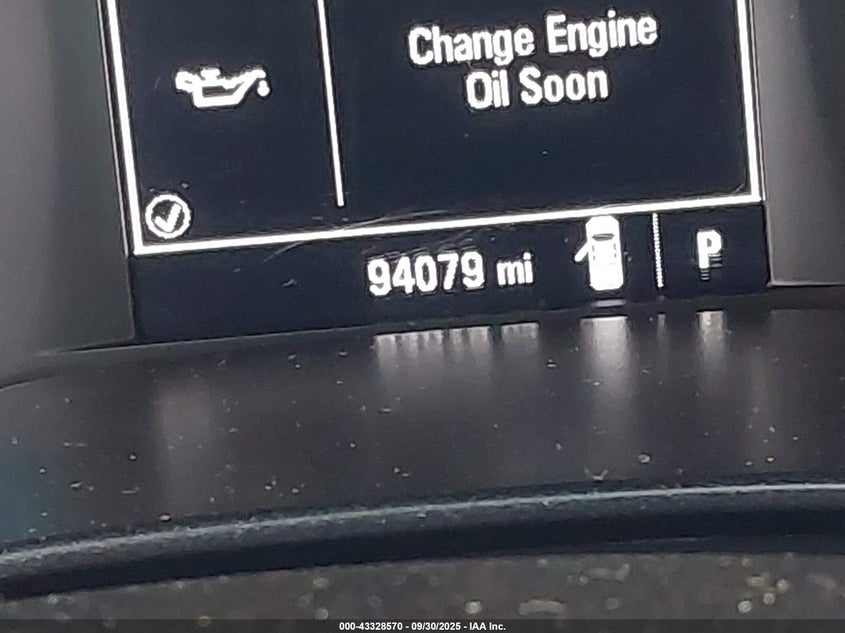 Change Engine
Oil Soon
94079 mi
P
000-43328570 - 09/30/2025 - IAA Inc.